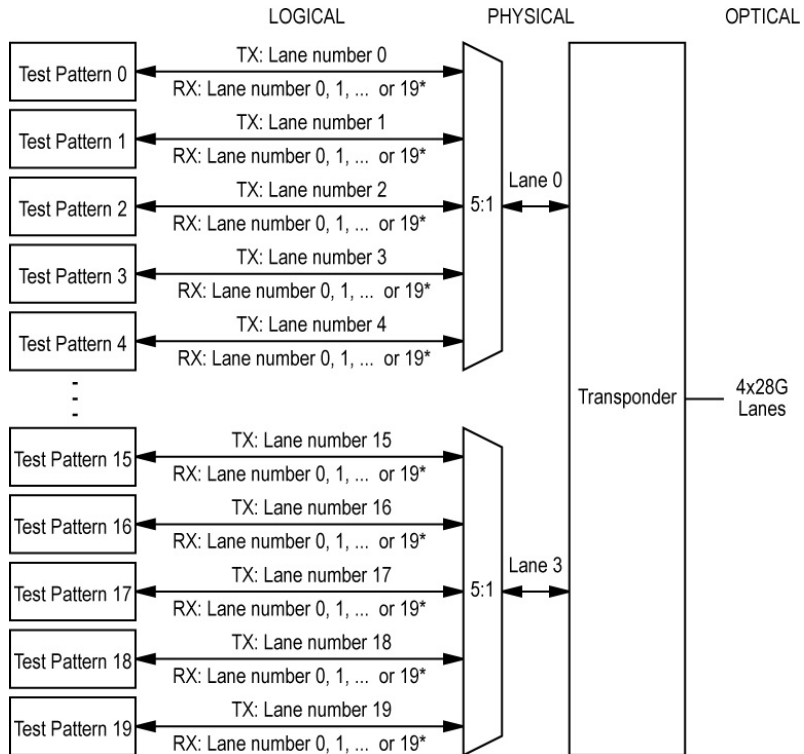 LOGICAL PHYSICAL OPTICAL
TX: Lane number 0
Test Pattern 0
RX: Lane number 0, 1, ... or 19*
TX: Lane number 1
Test Pattern 1
RX: Lane number 0, 1, ... or 19*
TX: Lane number 2
Test Pattern 2
RX: Lane number 0, 1, ... or 19*
TX: Lane number 3
Test Pattern 3
RX: Lane number 0, 1, ... or 19*
TX: Lane number 4
Test Pattern 4
RX: Lane number 0, 1, ... or 19*
5:1
Lane 0
TX: Lane number 15
Test Pattern 15
RX: Lane number 0, 1, ... or 19*
TX: Lane number 16
Test Pattern 16
RX: Lane number 0, 1, ... or 19*
TX: Lane number 17
Test Pattern 17
RX: Lane number 0, 1, ... or 19*
TX: Lane number 18
Test Pattern 18
RX: Lane number 0, 1, ... or 19*
TX: Lane number 19
Test Pattern 19
RX: Lane number 0, 1, ... or 19*
5:1
Lane 3
Transponder
4x28G
Lanes